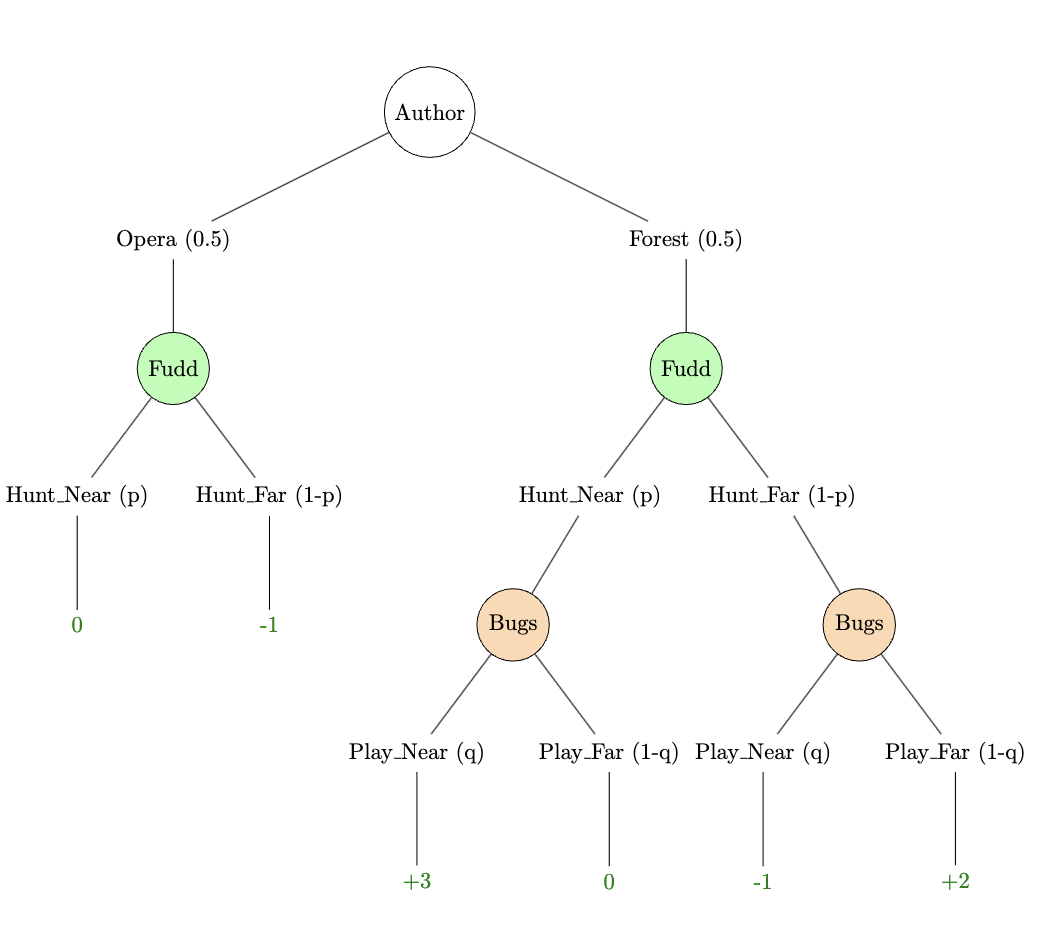 Author
Opera (0.5)
Forest (0.5)
Fudd
Fudd
Hunt_Near (p)
Hunt_Far (1-p)
Hunt_Near (p)
Hunt_Far (1-p)
0
-1
Bugs
Bugs
Play_Near (q)
Play_Far (1-q)
Play_Near (q)
Play_Far (1-q)
+3
0
-1
+2